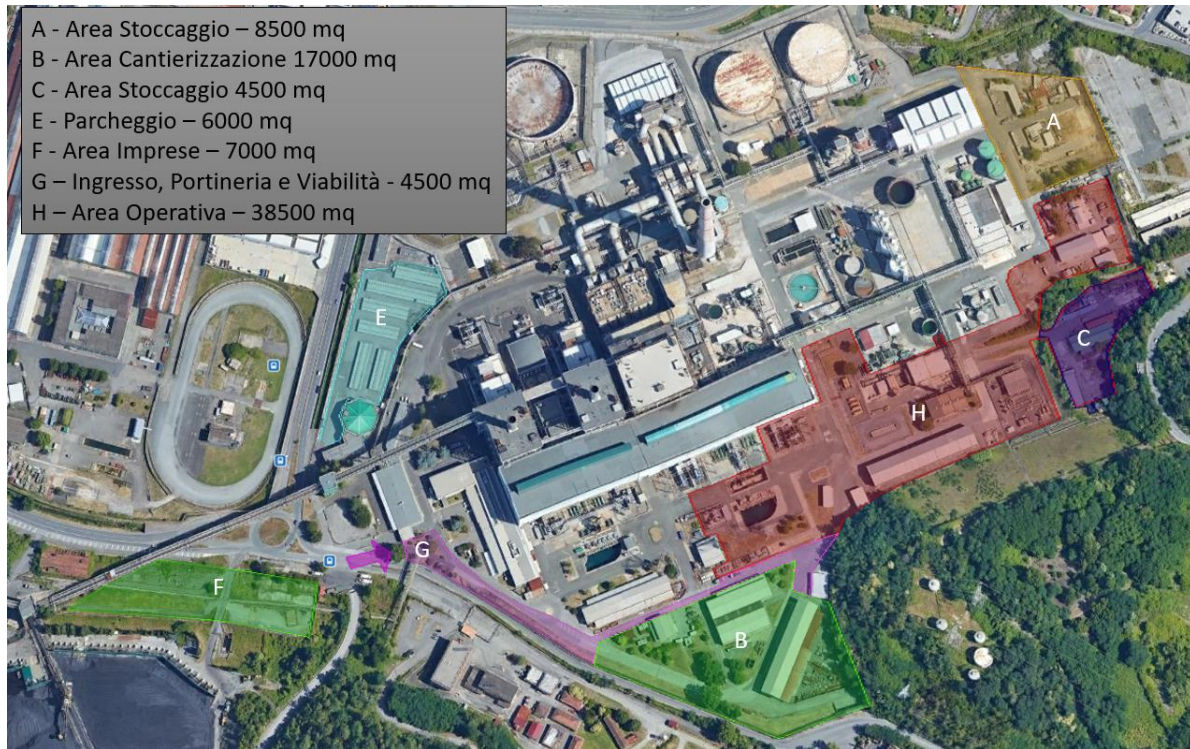 A - Area Stoccaggio – 8500 mq
B - Area Cantierizzazione 17000 mq
C - Area Stoccaggio 4500 mq
E - Parcheggio – 6000 mq
F - Area Imprese – 7000 mq
G – Ingresso, Portineria e Viabilità - 4500 mq
H – Area Operativa – 38500 mq
A
E
C
H
G
F
B